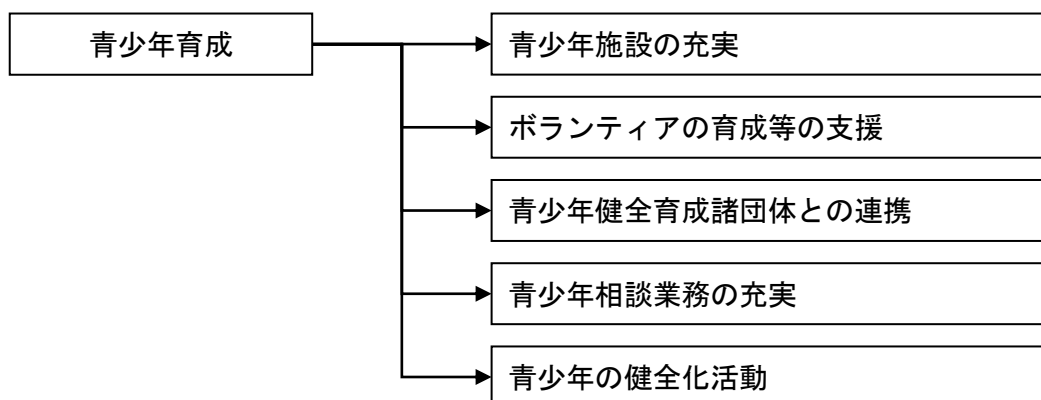 青少年育成
青少年施設の充実
ボランティアの育成等の支援
青少年健全育成諸団体との連携
青少年相談業務の充実
青少年の健全化活動